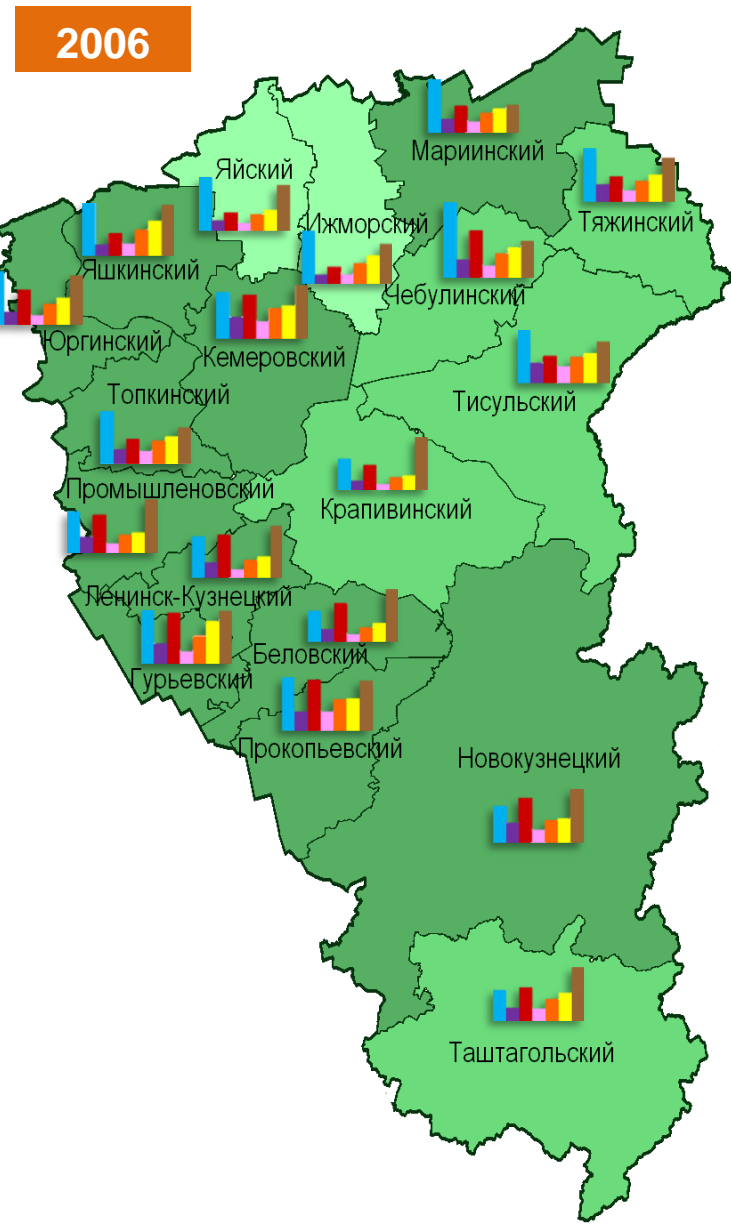 2006
Мариинский
Яйский
Тяжинский
Ижморский
Яшкинский
Чебулинский
Юргинский
Кемеровский
Топкинский
Тисульский
Промышленовский
Крапивинский
Ленинск-Кузнецкий
Беловский
Гурьевский
Прокопьевский
Новокузнецкий
Таштагольский